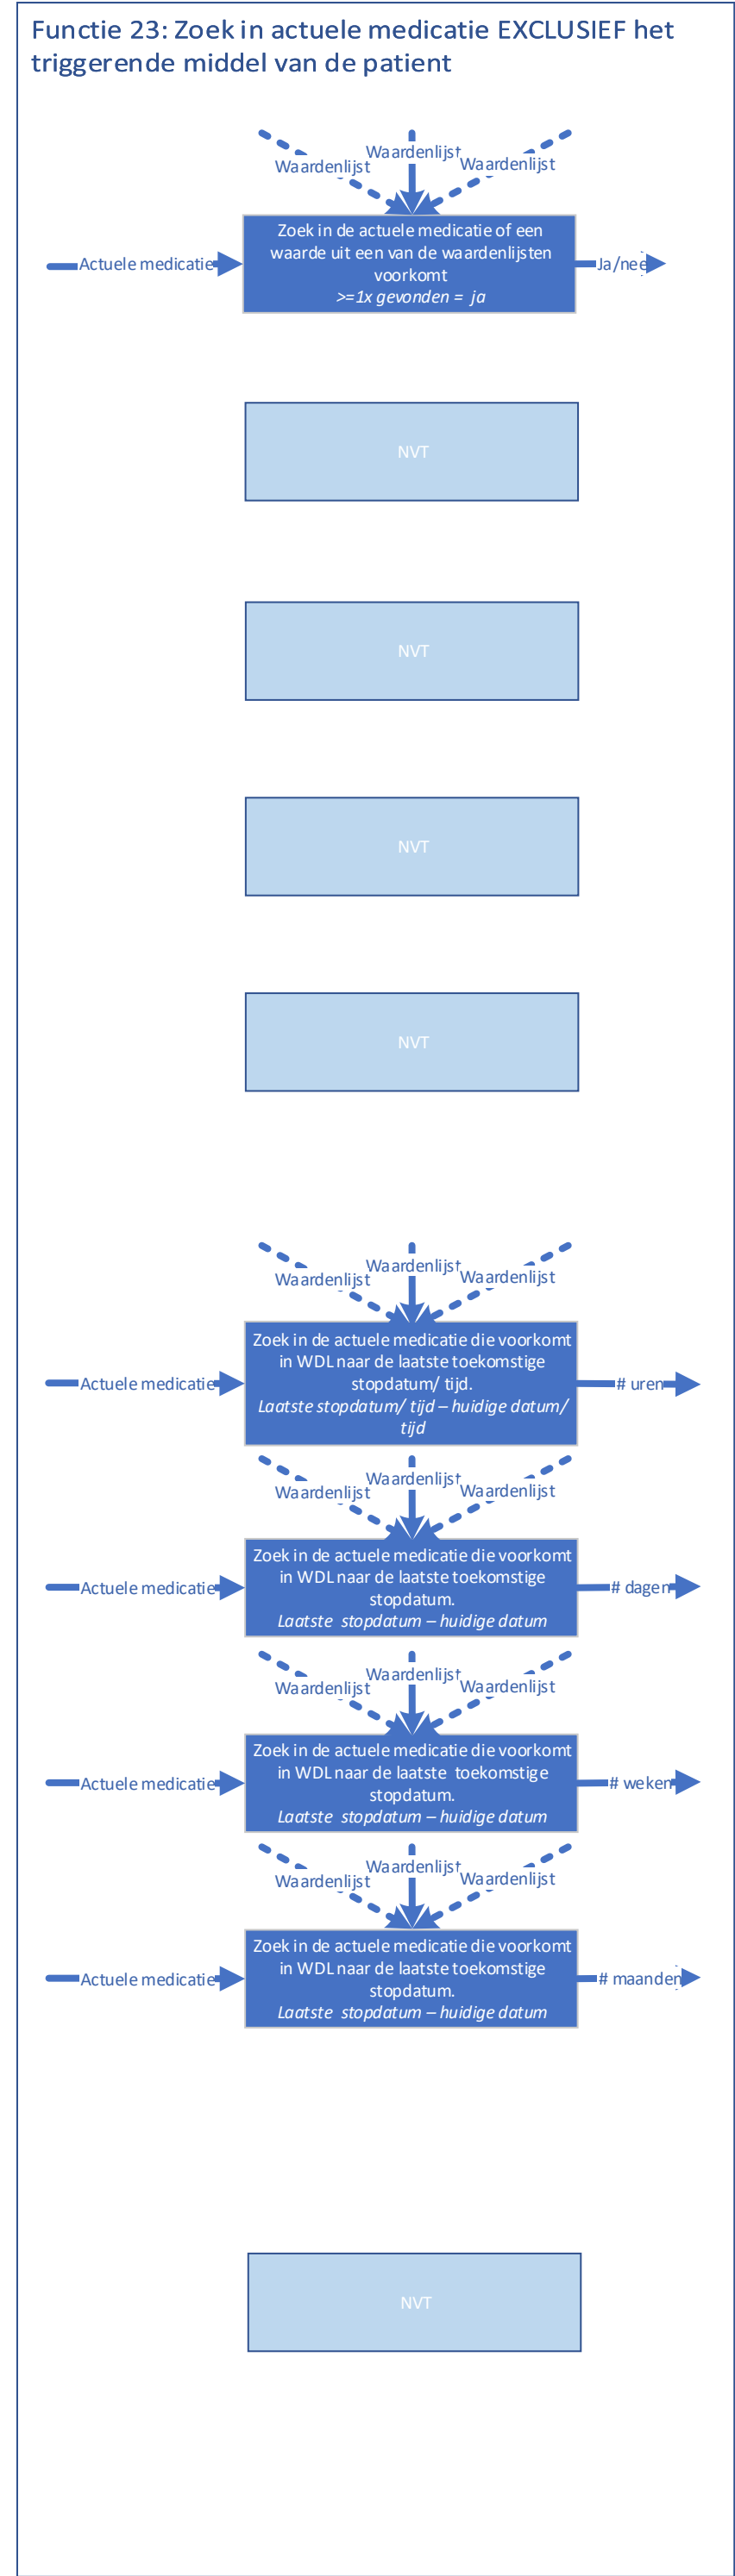 Functie 23: Zoek in actuele medicatie EXCLUSIEF het
triggerende middel van de patient
Waardenlijst
Waardenlijst
Waardenlijst
Zoek in de actuele medicatie of een
waarde uit een van de waardenlijsten
voorkomt
>=1x gevonden = ja
Actuele medicatie
Ja/nee
NVT
NVT
NVT
NVT
Waardenlijst
Waardenlijst
Waardenlijst
Zoek in de actuele medicatie die voorkomt
in WDL naar de laatste toekomstige
stopdatum/ tijd.
Laatste stopdatum/ tijd – huidige datum/
tijd
Actuele medicatie
# uren
Waardenlijst
Waardenlijst
Waardenlijst
Zoek in de actuele medicatie die voorkomt
in WDL naar de laatste toekomstige
stopdatum.
Laatste stopdatum – huidige datum
Actuele medicatie
# dagen
Waardenlijst
Waardenlijst
Waardenlijst
Zoek in de actuele medicatie die voorkomt
in WDL naar de laatste toekomstige
stopdatum.
Laatste stopdatum – huidige datum
Actuele medicatie
# weken
Waardenlijst
Waardenlijst
Waardenlijst
Zoek in de actuele medicatie die voorkomt
in WDL naar de laatste toekomstige
stopdatum.
Laatste stopdatum – huidige datum
Actuele medicatie
# maanden
NVT